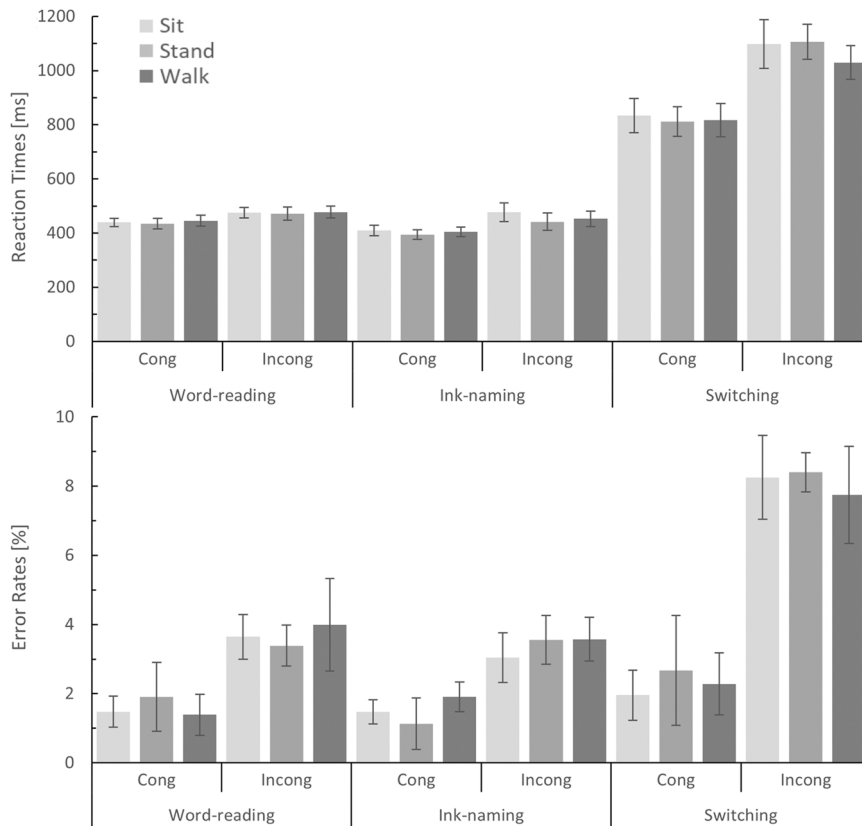 1200
1000
800
600
400
200
0
Reaction Times [ms]
Sit
Stand
Walk
Cong Incong Cong Incong Cong Incong
Word-reading Ink-naming Switching
10
8
6
4
2
0
Error Rates [%]
Cong Incong Cong Incong Cong Incong
Word-reading Ink-naming Switching